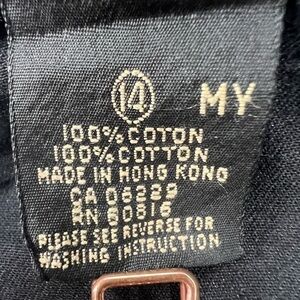 14 MY
100% COTON
100% COTTON
MADE IN HONG KONG
CA 06229
RN 60816
PLEASE SEE REVERSE FOR
WASHING INSTRUCTION